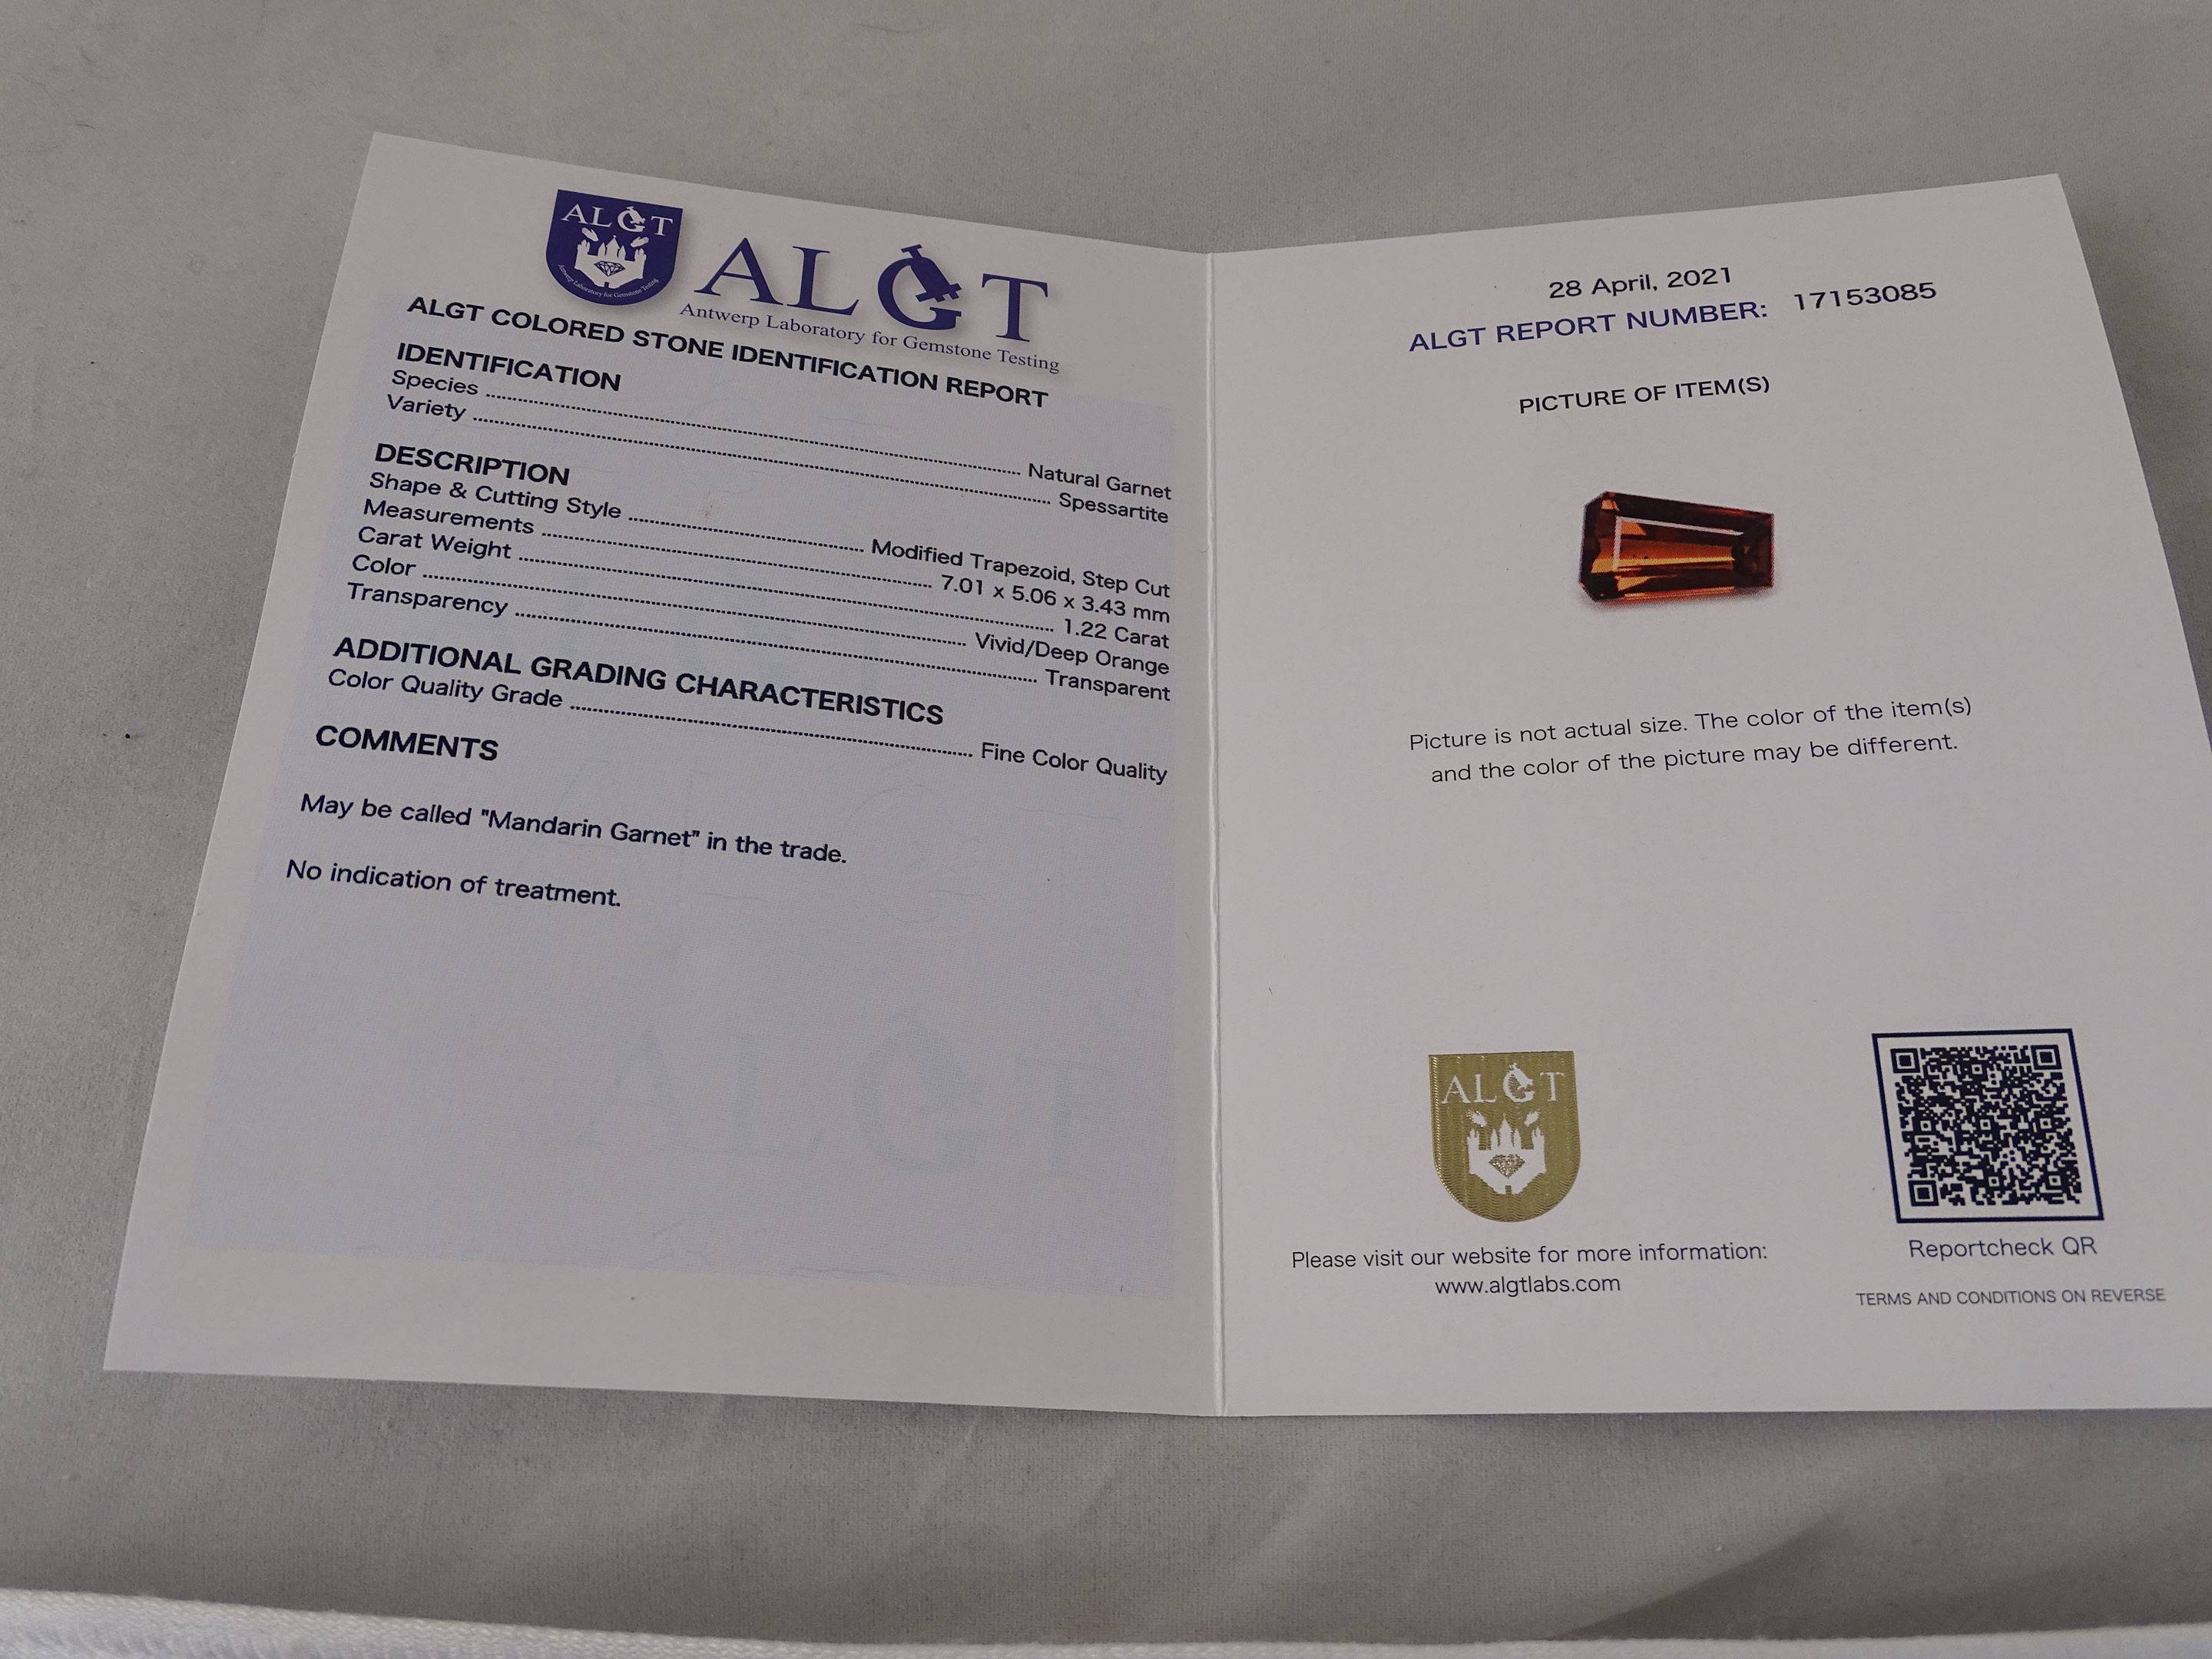 ALGT
Antwerp Laboratory for Gemstone Testing
ALGT
Antwerp Laboratory for Gemstone Testing
ALGT COLORED STONE IDENTIFICATION REPORT
IDENTIFICATION
Species ........ Natural Garnet
Variety ........ Spessartite
DESCRIPTION
Shape & Cutting Style ........ Modified Trapezoid, Step Cut
Measurements ........ 7.01 x 5.06 x 3.43 mm
Carat Weight ........ 1.22 Carat
Color ........ Vivid/Deep Orange
Transparency ........ Transparent
ADDITIONAL GRADING CHARACTERISTICS
Color Quality Grade ........ Fine Color Quality
COMMENTS
May be called "Mandarin Garnet" in the trade.
No indication of treatment.
ALGT
28 April, 2021
ALGT REPORT NUMBER: 17153085
PICTURE OF ITEM(S)
Picture is not actual size. The color of the item(s)
and the color of the picture may be different.
ALGT
Please visit our website for more information:
www.algtlabs.com
Reportcheck QR
TERMS AND CONDITIONS ON REVERSE